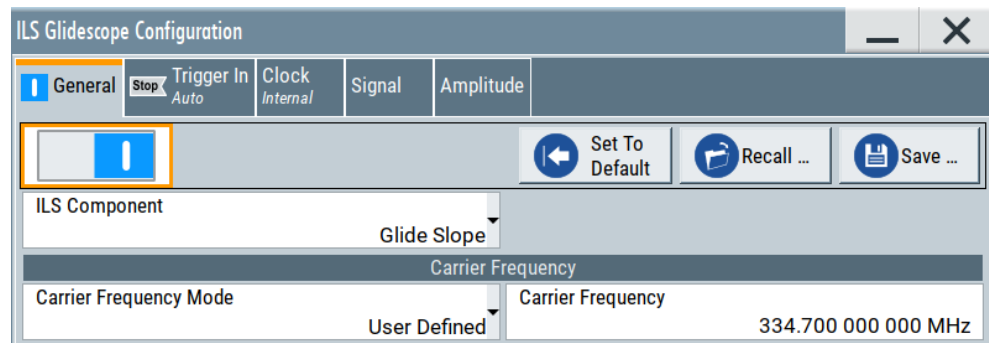 ILS Glidescope Configuration
General
Stop
Trigger In
Auto
Clock
Internal
Signal
Amplitude
Set To
Default
Recall ...
Save ...
ILS Component
Glide Slope
Carrier Frequency
Carrier Frequency Mode
User Defined
Carrier Frequency
334.700 000 000 MHz